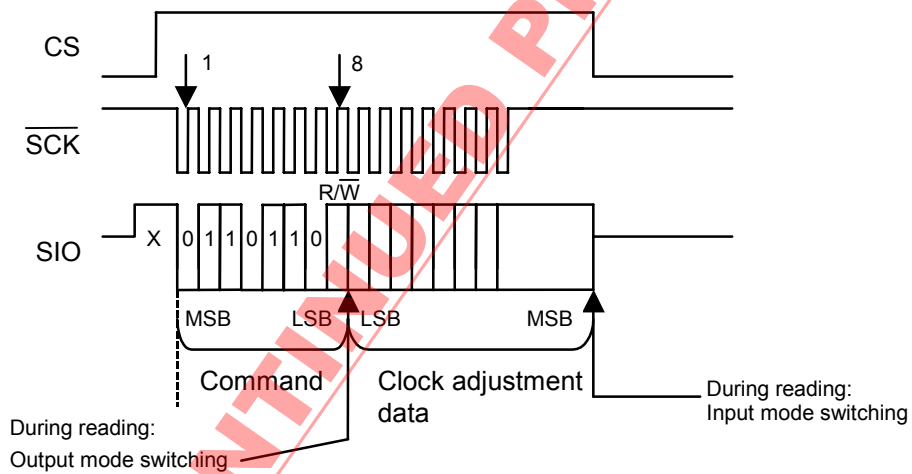 CS
1
8
SCK
R/W
SIO
X 0 1 1 0 1 1 0
MSB LSB LSB MSB
Command
Clock adjustment
data
During reading:
Input mode switching
During reading:
Output mode switching